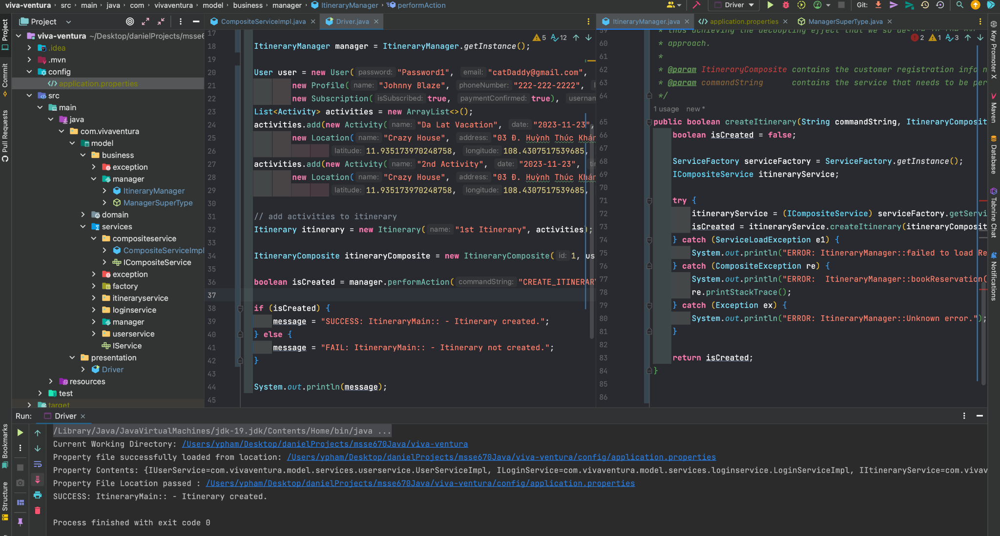 viva-ventura › src › main › java › com › vivaventura › model › business › manager › ItineraryManager › performAction
Driver
Git:
Project
CompositeServiceImpl.java
Driver.java
ItineraryManager.java
application.properties
ManagerSuperType.java
Project
Commit
Pull Requests
Bookmarks
Structure
viva-ventura ~/Desktop/danielProjects/msse6
.idea
.mvn
config
application.properties
src
main
java
com.vivaventura
model
business
exception
manager
ItineraryManager
ManagerSuperType
domain
services
compositeservice
CompositeServiceImpl
ICompositeService
exception
factory
itineraryservice
loginservice
manager
userservice
IService
presentation
Driver
resources
test
target
5 12
17
18 ItineraryManager manager = ItineraryManager.getInstance();
19
20 User user = new User( password: "Password1", email: "catDaddy@gmail.com",
21 new Profile( name: "Johnny Blaze", phoneNumber: "222-222-2222",
22 new Subscription( isSubscribed: true, paymentConfirmed: true), usernam
23 List<Activity> activities = new ArrayList<>();
24 activities.add(new Activity( name: "Da Lat Vacation", date: "2023-11-23",
25 new Location( name: "Crazy House", address: "03 Đ. Huỳnh Thúc Khán
26 latitude: 11.935173970248758, longitude: 108.4307517539685,
27 activities.add(new Activity( name: "2nd Activity", date: "2023-11-23", ti
28 new Location( name: "Crazy House", address: "03 Đ. Huỳnh Thúc Khán
29 latitude: 11.935173970248758, longitude: 108.4307517539685,
30
31 // add activities to itinerary
32 Itinerary itinerary = new Itinerary( name: "1st Itinerary", activities);
33
34 ItineraryComposite itineraryComposite = new ItineraryComposite( id: 1, us
35
36 boolean isCreated = manager.performAction( commandString: "CREATE_ITINERARY
37
38 if (isCreated) {
39 message = "SUCCESS: ItineraryMain:: - Itinerary created.";
40 } else {
41 message = "FAIL: ItineraryMain:: - Itinerary not created.";
42 }
43
44 System.out.println(message);
45
2 1 3
59 * thus achieving the decoupling effect that we so desire in the MVC
60 * approach.
61 *
62 * @param ItineraryComposite contains the customer registration info n
63 * @param commandString contains the service that needs to be per
64 */
1 usage new *
65 public boolean createItinerary(String commandString, ItineraryComposit
66 boolean isCreated = false;
67
68 ServiceFactory serviceFactory = ServiceFactory.getInstance();
69 ICompositeService itineraryService;
70
71 try {
72 itineraryService = (ICompositeService) serviceFactory.getServi
73 isCreated = itineraryService.createItinerary(itineraryComposit
74 } catch (ServiceLoadException e1) {
75 System.out.println("ERROR: ItineraryManager::failed to load Re
76 } catch (CompositeException re) {
77 System.out.println("ERROR:  ItineraryManager::bookReservation(
78 re.printStackTrace();
79 } catch (Exception ex) {
80 System.out.println("ERROR: ItineraryManager::Unknown error.");
81 }
82
83 return isCreated;
84 }
85
86
Key Promoter X
Maven
Database
Tabnine Chat
Notifications
Run: Driver
/Library/Java/JavaVirtualMachines/jdk-19.jdk/Contents/Home/bin/java ...
Current Working Directory: /Users/ypham/Desktop/danielProjects/msse670Java/viva-ventura
Property file successfully loaded from location: /Users/ypham/Desktop/danielProjects/msse670Java/viva-ventura/config/application.properties
Property Contents: {IUserService=com.vivaventura.model.services.userservice.UserServiceImpl, ILoginService=com.vivaventura.model.services.loginservice.LoginServiceImpl, IItineraryService=com.vivav
Property File Location passed : /Users/ypham/Desktop/danielProjects/msse670Java/viva-ventura/config/application.properties
SUCCESS: ItineraryMain:: - Itinerary created.
Process finished with exit code 0